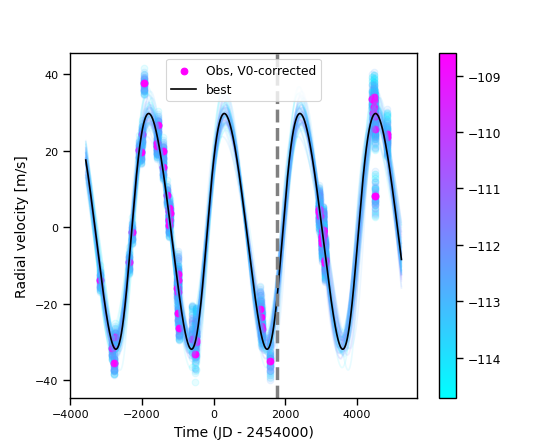 Obs, V0-corrected
best
Radial velocity [m/s]
40
20
0
−20
−40
−4000 −2000 0 2000 4000
Time (JD - 2454000)
−109
−110
−111
−112
−113
−114